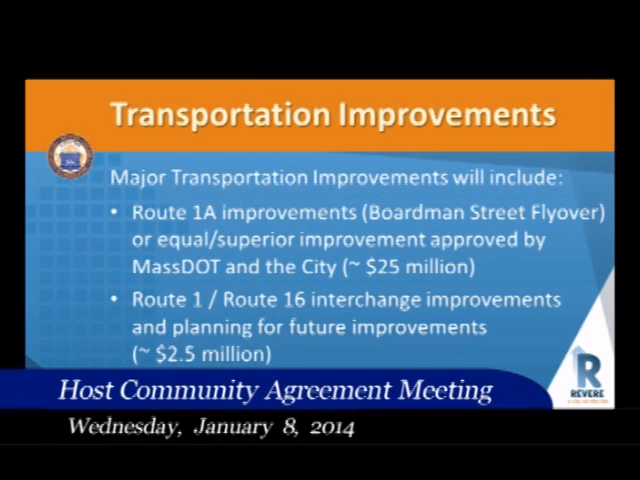 Transportation Improvements
Major Transportation Improvements will include:
• Route 1A improvements (Boardman Street Flyover)
or equal/superior improvement approved by
MassDOT and the City (~ $25 million)
• Route 1 / Route 16 interchange improvements
and planning for future improvements
(~ $2.5 million)
R
REVERE
Host Community Agreement Meeting
Wednesday, January 8, 2014